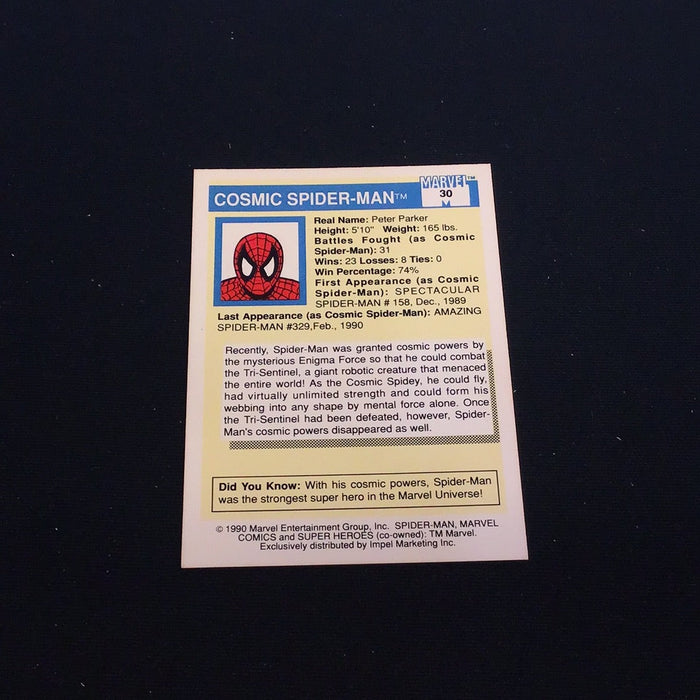 MARVEL™
COSMIC SPIDER-MAN™
30
M
Real Name: Peter Parker
Height: 5'10" Weight: 165 lbs.
Battles Fought (as Cosmic
Spider-Man): 31
Wins: 23 Losses: 8 Ties: 0
Win Percentage: 74%
First Appearance (as Cosmic
Spider-Man): SPECTACULAR
SPIDER-MAN # 158, Dec., 1989
Last Appearance (as Cosmic Spider-Man): AMAZING
SPIDER-MAN #329,Feb., 1990
Recently, Spider-Man was granted cosmic powers by
the mysterious Enigma Force so that he could combat
the Tri-Sentinel, a giant robotic creature that menaced
the entire world! As the Cosmic Spidey, he could fly,
had virtually unlimited strength and could form his
webbing into any shape by mental force alone. Once
the Tri-Sentinel had been defeated, however, Spider-
Man's cosmic powers disappeared as well.
Did You Know: With his cosmic powers, Spider-Man
was the strongest super hero in the Marvel Universe!
© 1990 Marvel Entertainment Group, Inc. SPIDER-MAN, MARVEL
COMICS and SUPER HEROES (co-owned): TM Marvel.
Exclusively distributed by Impel Marketing Inc.